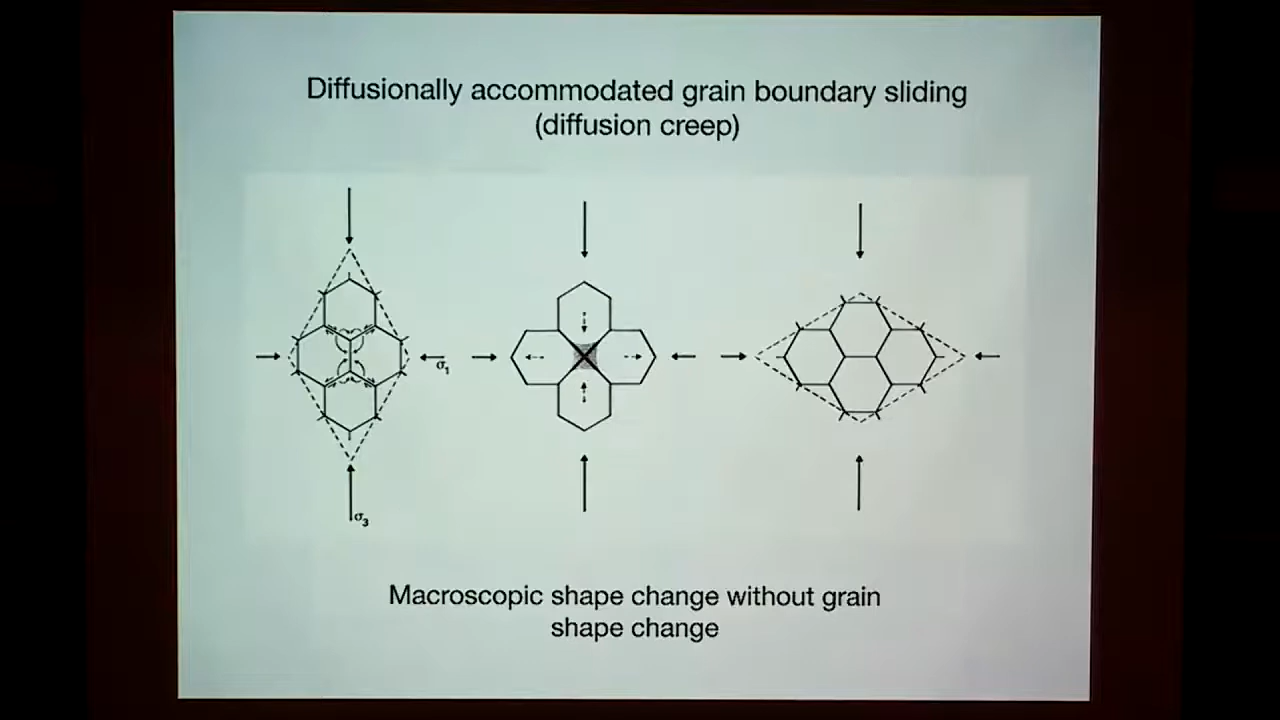 Diffusionally accommodated grain boundary sliding
(diffusion creep)
σ₁
σ₃
Macroscopic shape change without grain
shape change